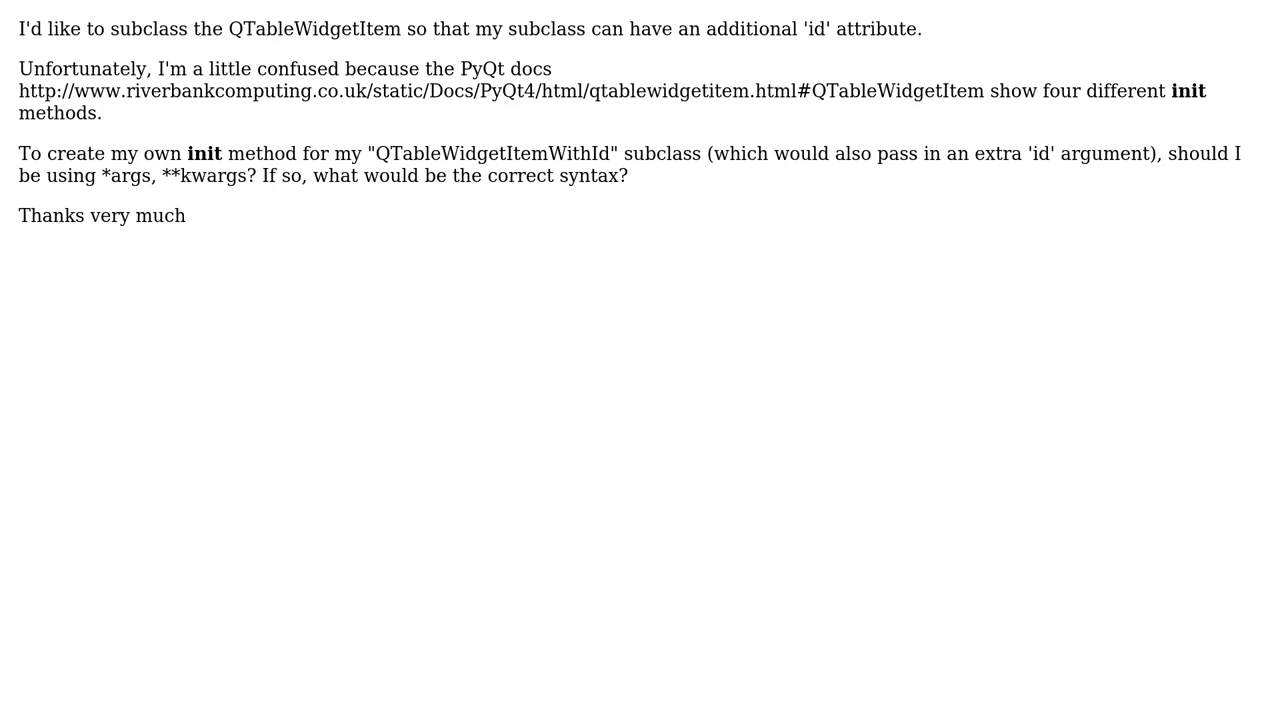 I'd like to subclass the QTableWidgetItem so that my subclass can have an additional 'id' attribute.
Unfortunately, I'm a little confused because the PyQt docs
http://www.riverbankcomputing.co.uk/static/Docs/PyQt4/html/qtablewidgetitem.html#QTableWidgetItem show four different init
methods.
To create my own init method for my "QTableWidgetItemWithId" subclass (which would also pass in an extra 'id' argument), should I
be using *args, **kwargs? If so, what would be the correct syntax?
Thanks very much